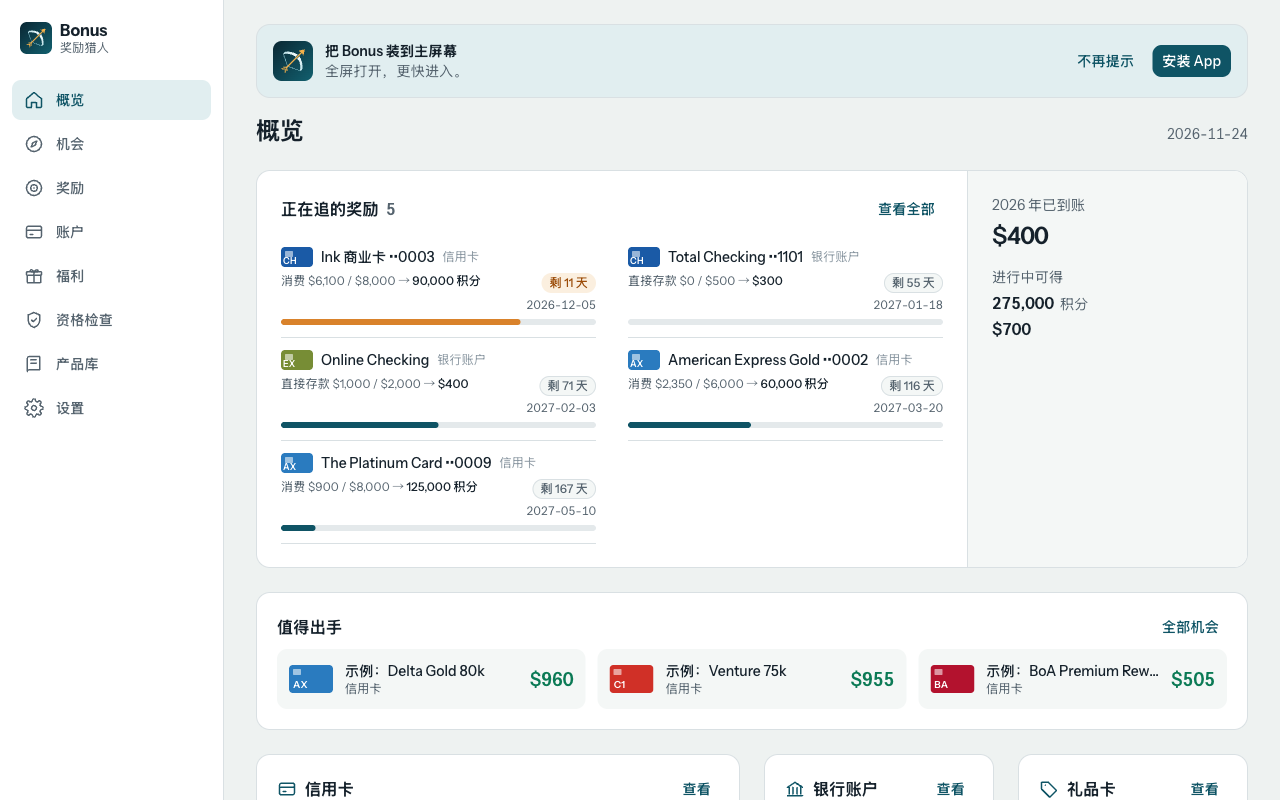 Bonus
奖励猎人
概览
机会
奖励
账户
福利
资格检查
产品库
设置
把 Bonus 装到主屏幕
全屏打开，更快进入。
不再提示
安装 App
概览
2026-11-24
正在追的奖励 5
查看全部
CH Ink 商业卡 ··0003 信用卡
消费 $6,100 / $8,000 → 90,000 积分
剩 11 天
2026-12-05
CH Total Checking ··1101 银行账户
直接存款 $0 / $500 → $300
剩 55 天
2027-01-18
EX Online Checking 银行账户
直接存款 $1,000 / $2,000 → $400
剩 71 天
2027-02-03
AX American Express Gold ··0002 信用卡
消费 $2,350 / $6,000 → 60,000 积分
剩 116 天
2027-03-20
AX The Platinum Card ··0009 信用卡
消费 $900 / $8,000 → 125,000 积分
剩 167 天
2027-05-10
2026 年已到账
$400
进行中可得
275,000 积分
$700
值得出手
全部机会
AX
示例：Delta Gold 80k
信用卡
$960
C1
示例：Venture 75k
信用卡
$955
BA
示例：BoA Premium Rew...
信用卡
$505
信用卡
查看
银行账户
查看
礼品卡
查看